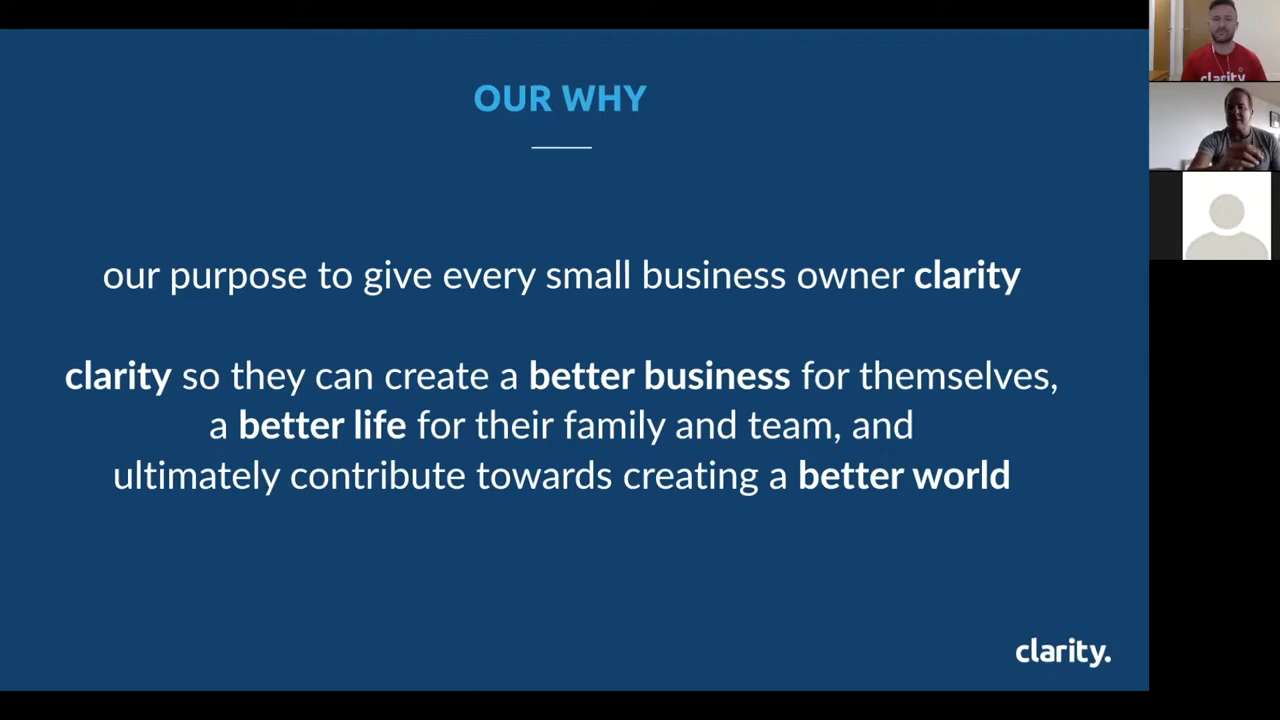 OUR WHY
our purpose to give every small business owner clarity
clarity so they can create a better business for themselves,
a better life for their family and team, and
ultimately contribute towards creating a better world
clarity.
clarity